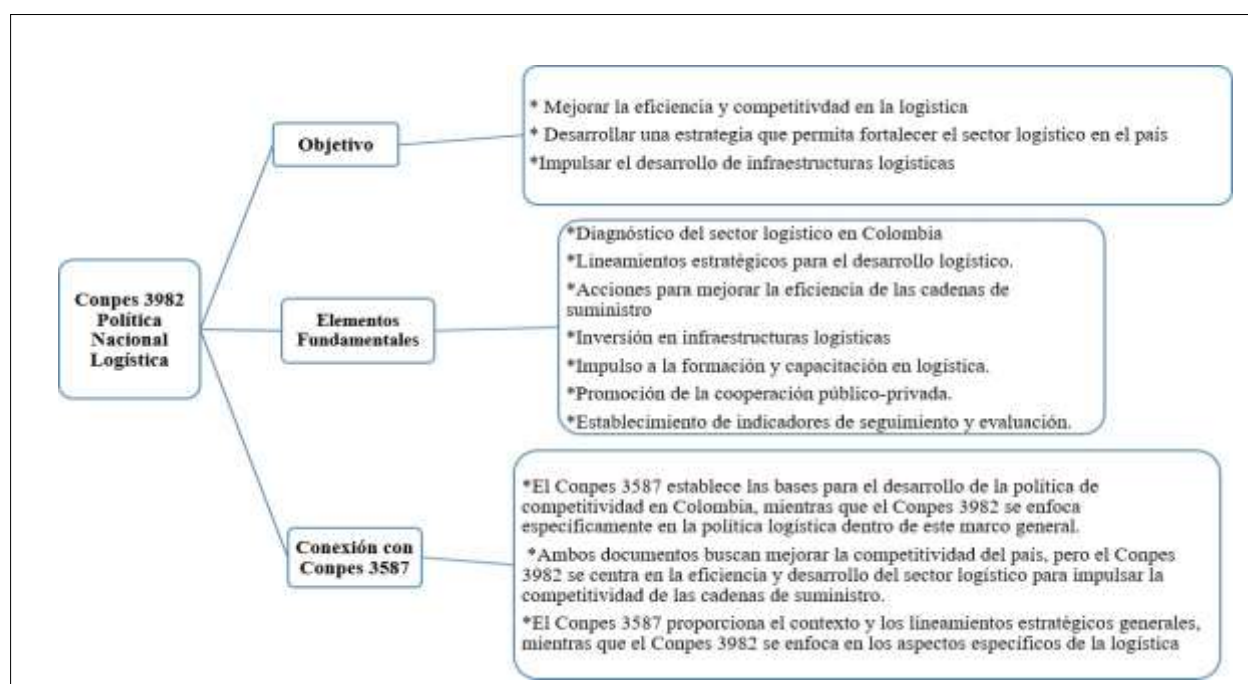 Conpes 3982
Política
Nacional
Logística
Objetivo
* Mejorar la eficiencia y competitivdad en la logistica
* Desarrollar una estrategia que permita fortalecer el sector logístico en el país
*Impulsar el desarrollo de infraestructuras logísticas
Elementos
Fundamentales
*Diagnóstico del sector logístico en Colombia
*Lineamientos estratégicos para el desarrollo logístico.
*Acciones para mejorar la eficiencia de las cadenas de
suministro
*Inversión en infraestructuras logísticas
*Impulso a la formación y capacitación en logística.
*Promoción de la cooperación público-privada.
*Establecimiento de indicadores de seguimiento y evaluación.
Conexión con
Conpes 3587
*El Conpes 3587 establece las bases para el desarrollo de la política de
competitividad en Colombia, mientras que el Conpes 3982 se enfoca
específicamente en la política logística dentro de este marco general.
*Ambos documentos buscan mejorar la competitividad del país, pero el Conpes
3982 se centra en la eficiencia y desarrollo del sector logístico para impulsar la
competitividad de las cadenas de suministro.
*El Conpes 3587 proporciona el contexto y los lineamientos estratégicos generales,
mientras que el Conpes 3982 se enfoca en los aspectos específicos de la logística